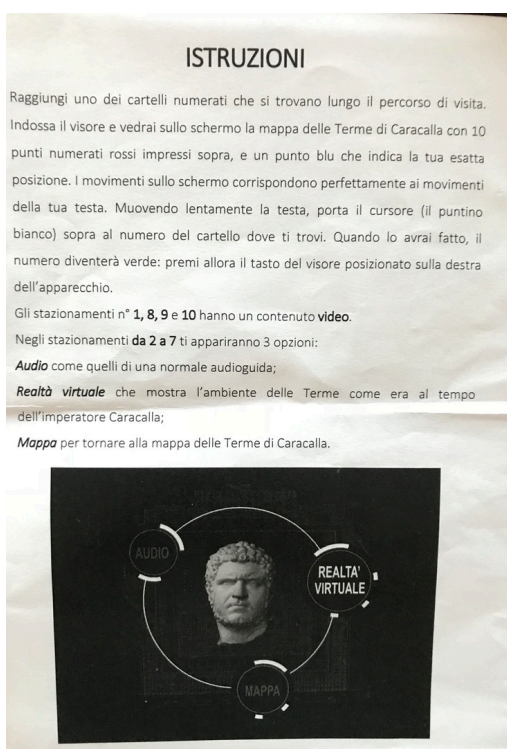 ISTRUZIONI
Raggiungi uno dei cartelli numerati che si trovano lungo il percorso di visita.
Indossa il visore e vedrai sullo schermo la mappa delle Terme di Caracalla con 10
punti numerati rossi impressi sopra, e un punto blu che indica la tua esatta
posizione. I movimenti sullo schermo corrispondono perfettamente ai movimenti
della tua testa. Muovendo lentamente la testa, porta il cursore (il puntino
bianco) sopra al numero del cartello dove ti trovi. Quando lo avrai fatto, il
numero diventerà verde: premi allora il tasto del visore posizionato sulla destra
dell'apparecchio.
Gli stazionamenti n° 1, 8, 9 e 10 hanno un contenuto video.
Negli stazionamenti da 2 a 7 ti appariranno 3 opzioni:
Audio come quelli di una normale audioguida;
Realtà virtuale che mostra l'ambiente delle Terme come era al tempo
dell'imperatore Caracalla;
Mappa per tornare alla mappa delle Terme di Caracalla.
AUDIO
REALTA'
VIRTUALE
MAPPA